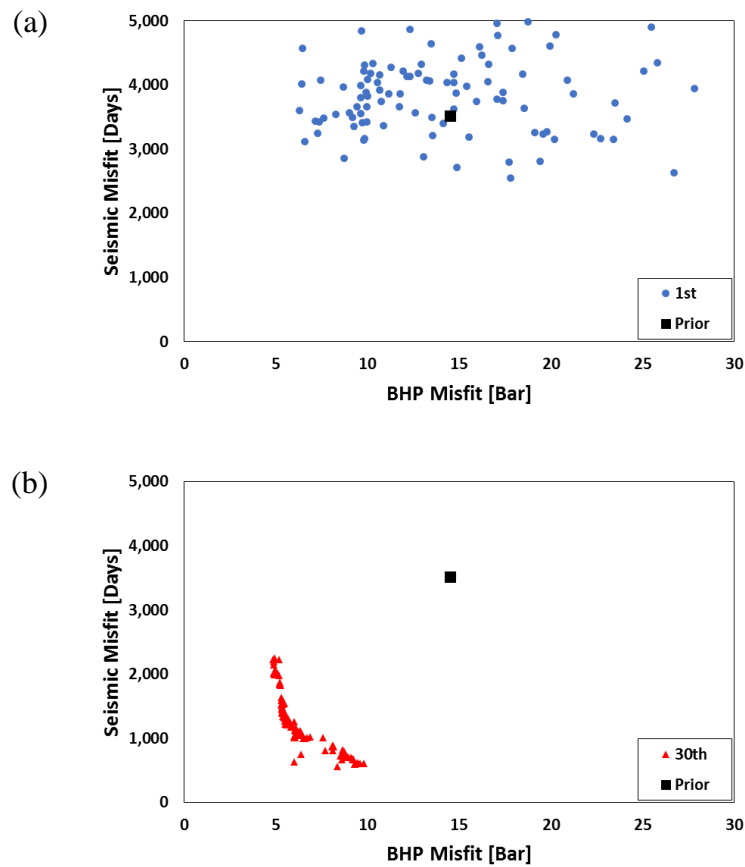 (a)
Seismic Misfit [Days]
5,000
4,000
3,000
2,000
1,000
0
1st
Prior
0 5 10 15 20 25 30
BHP Misfit [Bar]
(b)
Seismic Misfit [Days]
5,000
4,000
3,000
2,000
1,000
0
30th
Prior
0 5 10 15 20 25 30
BHP Misfit [Bar]